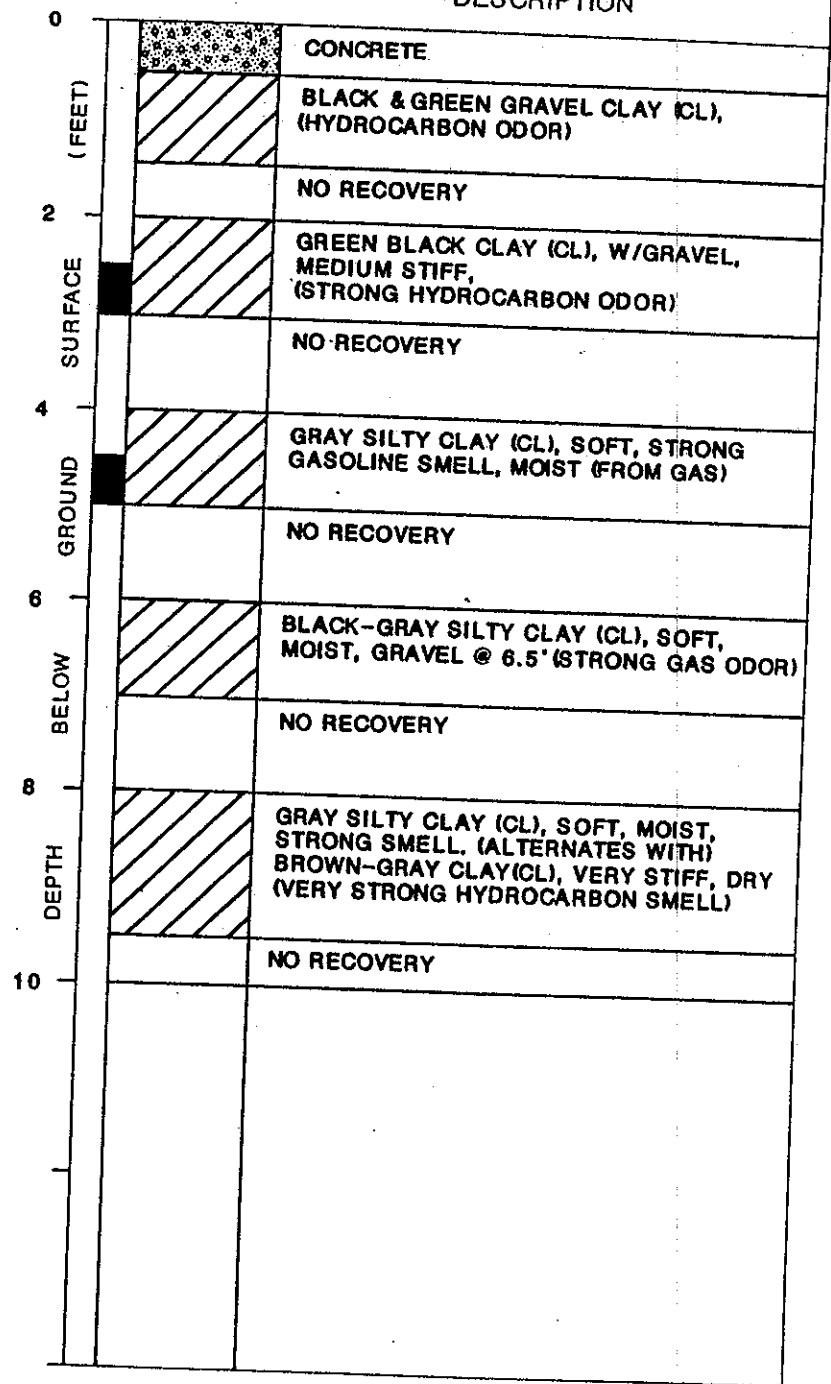 DESCRIPTION
0
CONCRETE
BLACK & GREEN GRAVEL CLAY (CL),
(HYDROCARBON ODOR)
NO RECOVERY
2
GREEN BLACK CLAY (CL), W/GRAVEL,
MEDIUM STIFF,
(STRONG HYDROCARBON ODOR)
NO RECOVERY
4
GRAY SILTY CLAY (CL), SOFT, STRONG
GASOLINE SMELL, MOIST (FROM GAS)
NO RECOVERY
6
BLACK-GRAY SILTY CLAY (CL), SOFT,
MOIST, GRAVEL @ 6.5' (STRONG GAS ODOR)
NO RECOVERY
8
GRAY SILTY CLAY (CL), SOFT, MOIST,
STRONG SMELL, (ALTERNATES WITH)
BROWN-GRAY CLAY(CL), VERY STIFF, DRY
(VERY STRONG HYDROCARBON SMELL)
NO RECOVERY
10
DEPTH BELOW GROUND SURFACE (FEET)